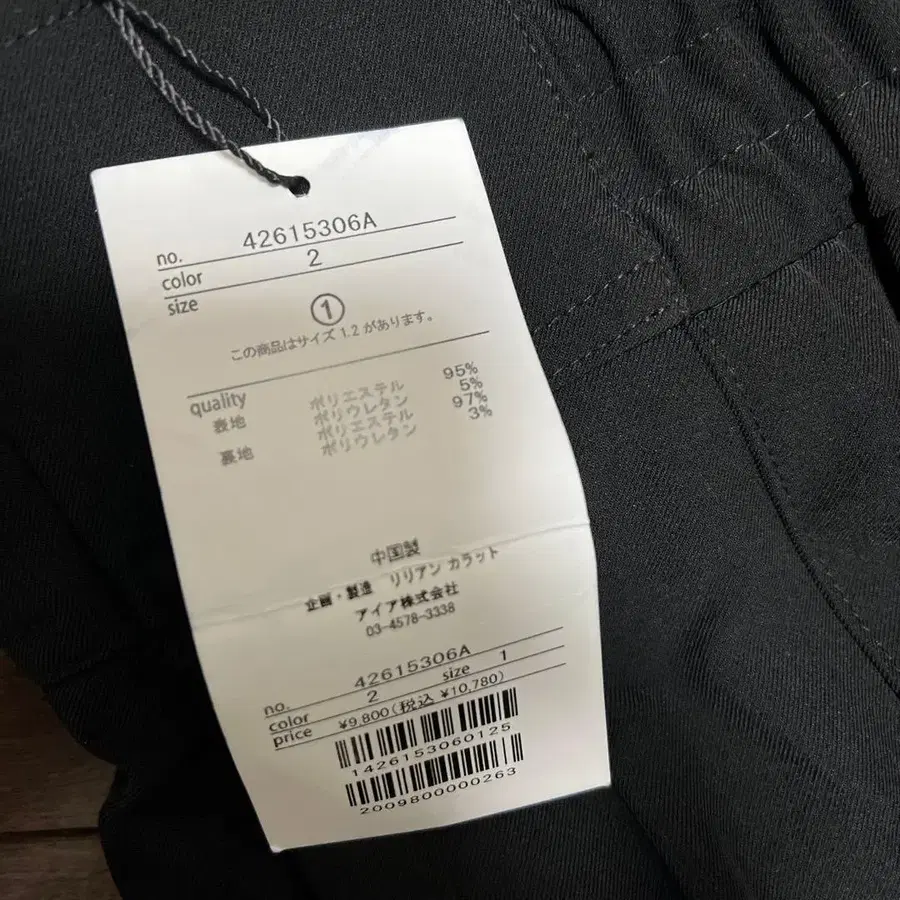 no. 42615306A
color 2
size ①
この商品はサイズ 1.2 があります。
quality
表地 ポリエステル 95%
ポリウレタン 5%
裏地 ポリエステル 97%
ポリウレタン 3%
中国製
企画・製造 リリアン カラット
アイア株式会社
03-4578-3338
no. 42615306A
color 2 size 1
price ¥9,800(税込 ¥10,780)
1426153060125
2009800000263